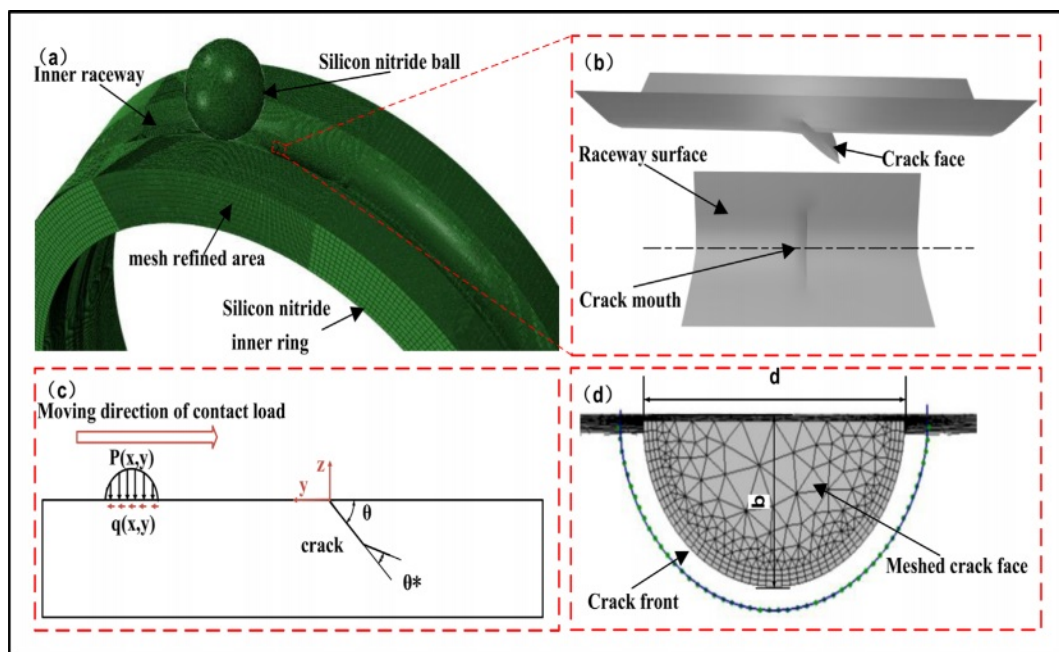 (a)
Inner raceway
Silicon nitride ball
mesh refined area
Silicon nitride
inner ring
(b)
Crack face
Raceway surface
Crack mouth
(c)
Moving direction of contact load
P(x,y)
q(x,y)
z
y
θ
crack
θ*
(d)
d
b
Meshed crack face
Crack front